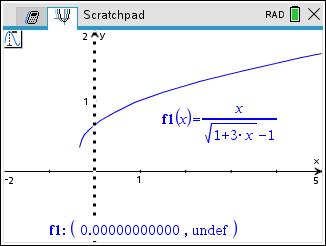 Scratchpad RAD
2 y
1
f1(x)=x/(√(1+3·x)-1)
x
-2 1 5
f1: ( 0.00000000000 , undef )